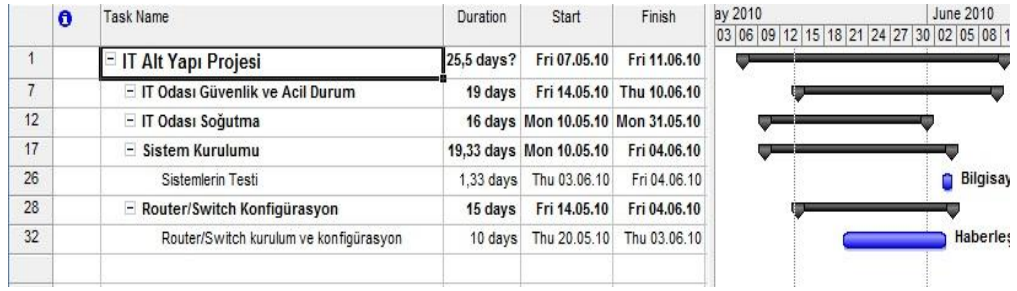 Task Name Duration Start Finish ay 2010 June 2010
03 06 09 12 15 18 21 24 27 30 02 05 08 1
1 IT Alt Yapı Projesi 25,5 days? Fri 07.05.10 Fri 11.06.10
7 IT Odası Güvenlik ve Acil Durum 19 days Fri 14.05.10 Thu 10.06.10
12 IT Odası Soğutma 16 days Mon 10.05.10 Mon 31.05.10
17 Sistem Kurulumu 19,33 days Mon 10.05.10 Fri 04.06.10
26 Sistemlerin Testi 1,33 days Thu 03.06.10 Fri 04.06.10 Bilgisay
28 Router/Switch Konfigürasyon 15 days Fri 14.05.10 Fri 04.06.10
32 Router/Switch kurulum ve konfigürasyon 10 days Thu 20.05.10 Thu 03.06.10 Haberleş